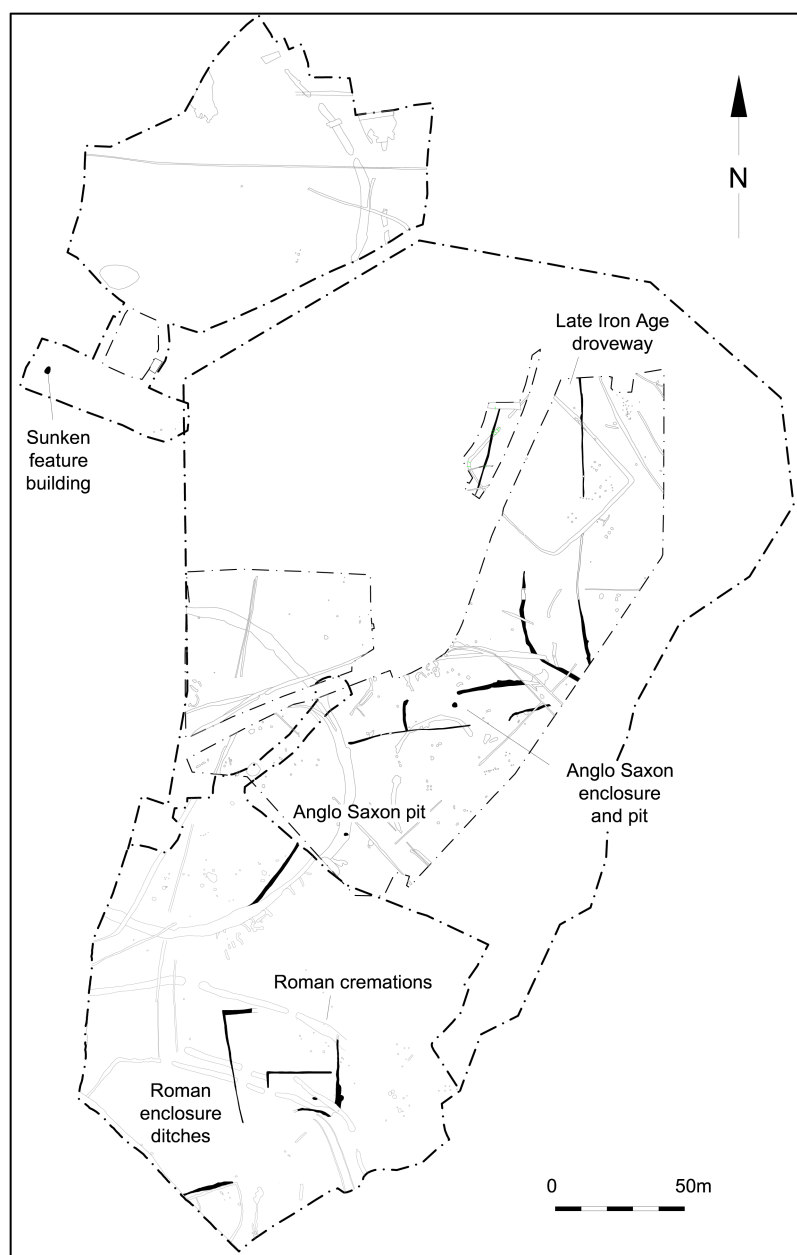 N
Late Iron Age
droveway
Sunken
feature
building
Anglo Saxon
enclosure
and pit
Anglo Saxon pit
Roman cremations
Roman
enclosure
ditches
0 50m